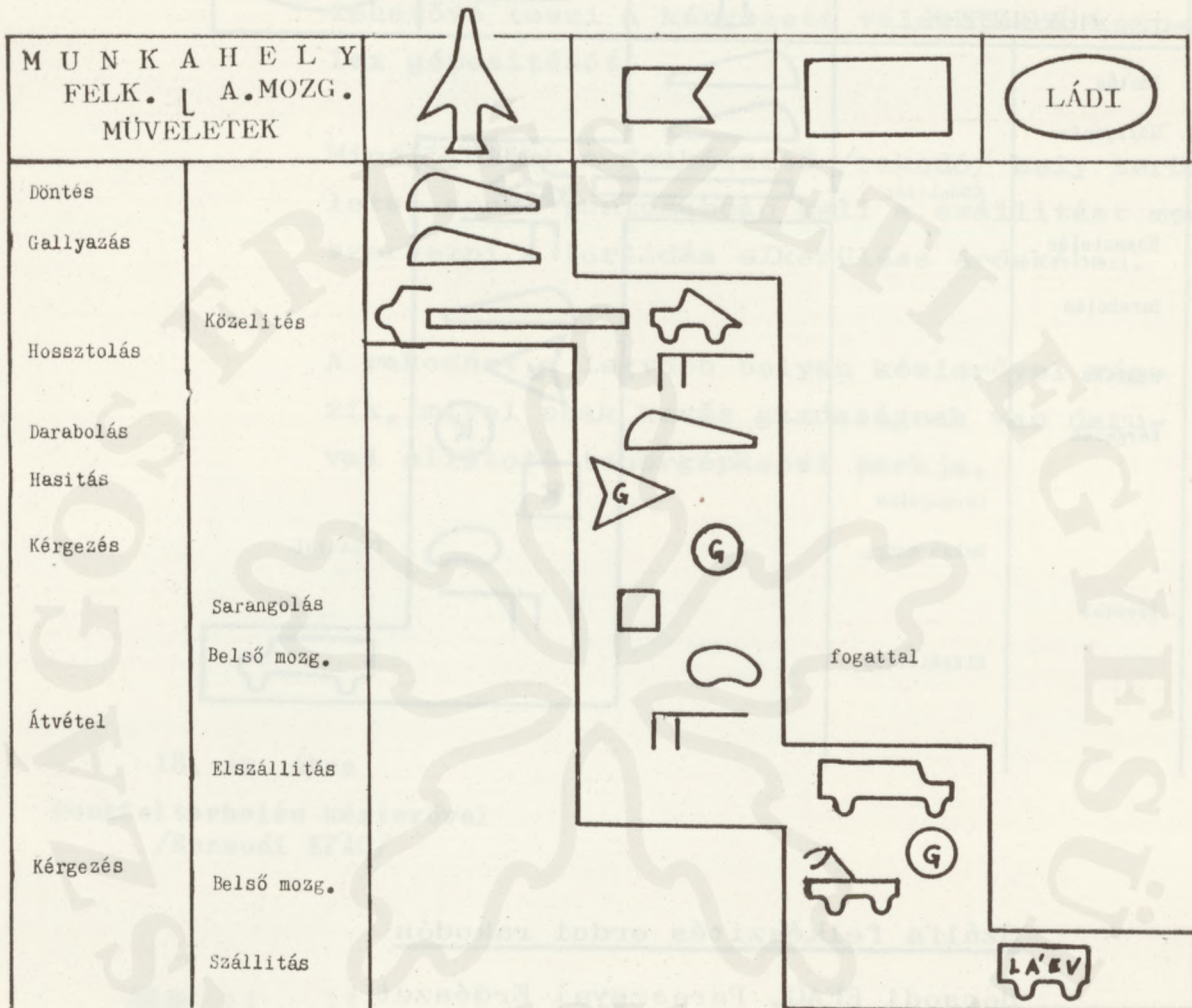 MUNKAHELY
FELK. A.MOZG.
MÜVELETEK
LÁDI
Döntés
Gallyazás
Közelités
Hossztolás
Darabolás
Hasitás
G
Kérgezés
G
Sarangolás
Belső mozg.
fogattal
Átvétel
Elszállitás
G
Kérgezés
Belső mozg.
Szállitás
LÁEV